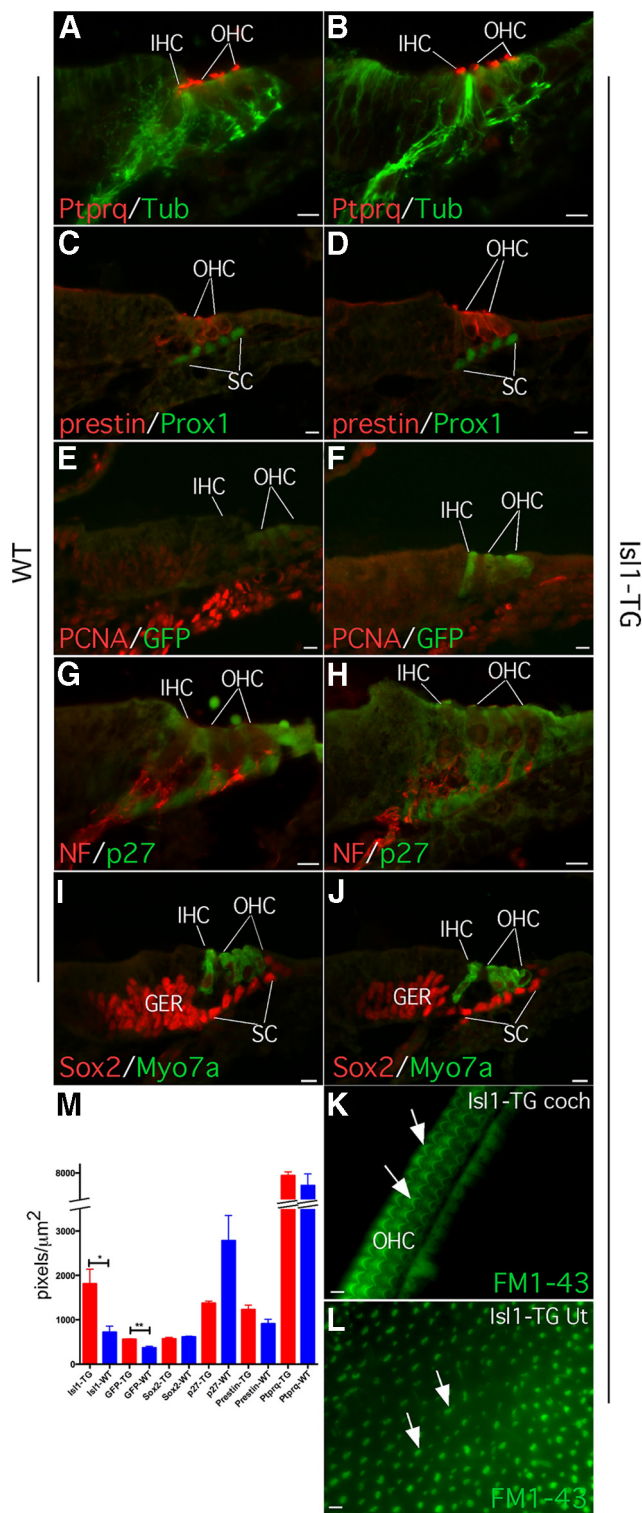 A
IHC OHC
Ptprq/Tub
B
IHC OHC
Ptprq/Tub
C
OHC
SC
prestin/Prox1
D
OHC
SC
prestin/Prox1
E
IHC OHC
PCNA/GFP
F
IHC OHC
PCNA/GFP
WT
Isl1-TG
G
IHC OHC
NF/p27
H
IHC OHC
NF/p27
I
IHC OHC
GER
SC
Sox2/Myo7a
J
IHC OHC
GER
SC
Sox2/Myo7a
M
pixels/μm²
8000
3000
2000
1000
0
*
**
Isl1-TG
Isl1-WT
GFP-TG
GFP-WT
Sox2-TG
Sox2-WT
p27-TG
p27-WT
Prestin-TG
Prestin-WT
Ptprq-TG
Ptprq-WT
K
Isl1-TG coch
OHC
FM1-43
L
Isl1-TG Ut
FM1-43